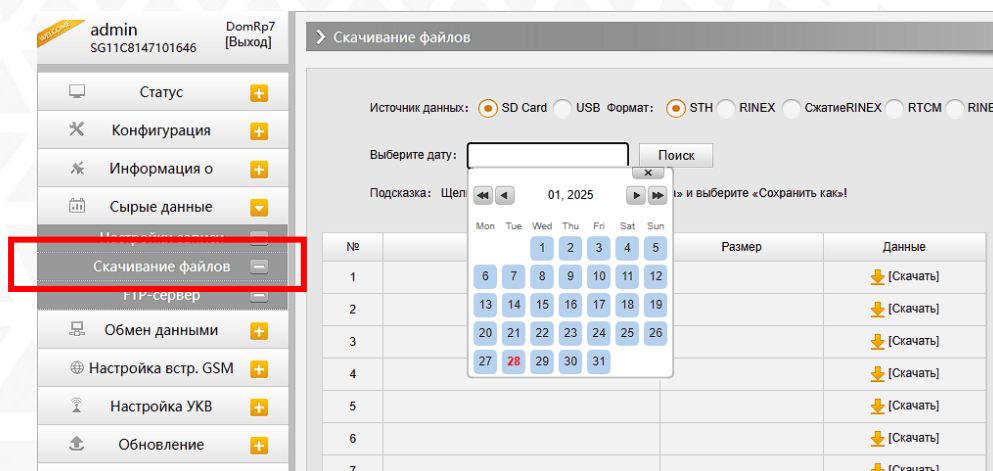 WELCOME
admin
DomRp7
SG11C8147101646
[Выход]
Статус
Конфигурация
Информация о
Сырые данные
Настройки записи
Скачивание файлов
FTP-сервер
Обмен данными
Настройка встр. GSM
Настройка УКВ
Обновление
Скачивание файлов
Источник данных: SD Card USB Формат: STH RINEX СжатиеRINEX RTCM RINE
Выберите дату: Поиск
Подсказка: Щел
» и выберите «Сохранить как»!
01, 2025
Mon Tue Wed Thu Fri Sat Sun
1 2 3 4 5
6 7 8 9 10 11 12
13 14 15 16 17 18 19
20 21 22 23 24 25 26
27 28 29 30 31
№ Размер Данные
1 [Скачать]
2 [Скачать]
3 [Скачать]
4 [Скачать]
5 [Скачать]
6 [Скачать]
7 [Скачать]